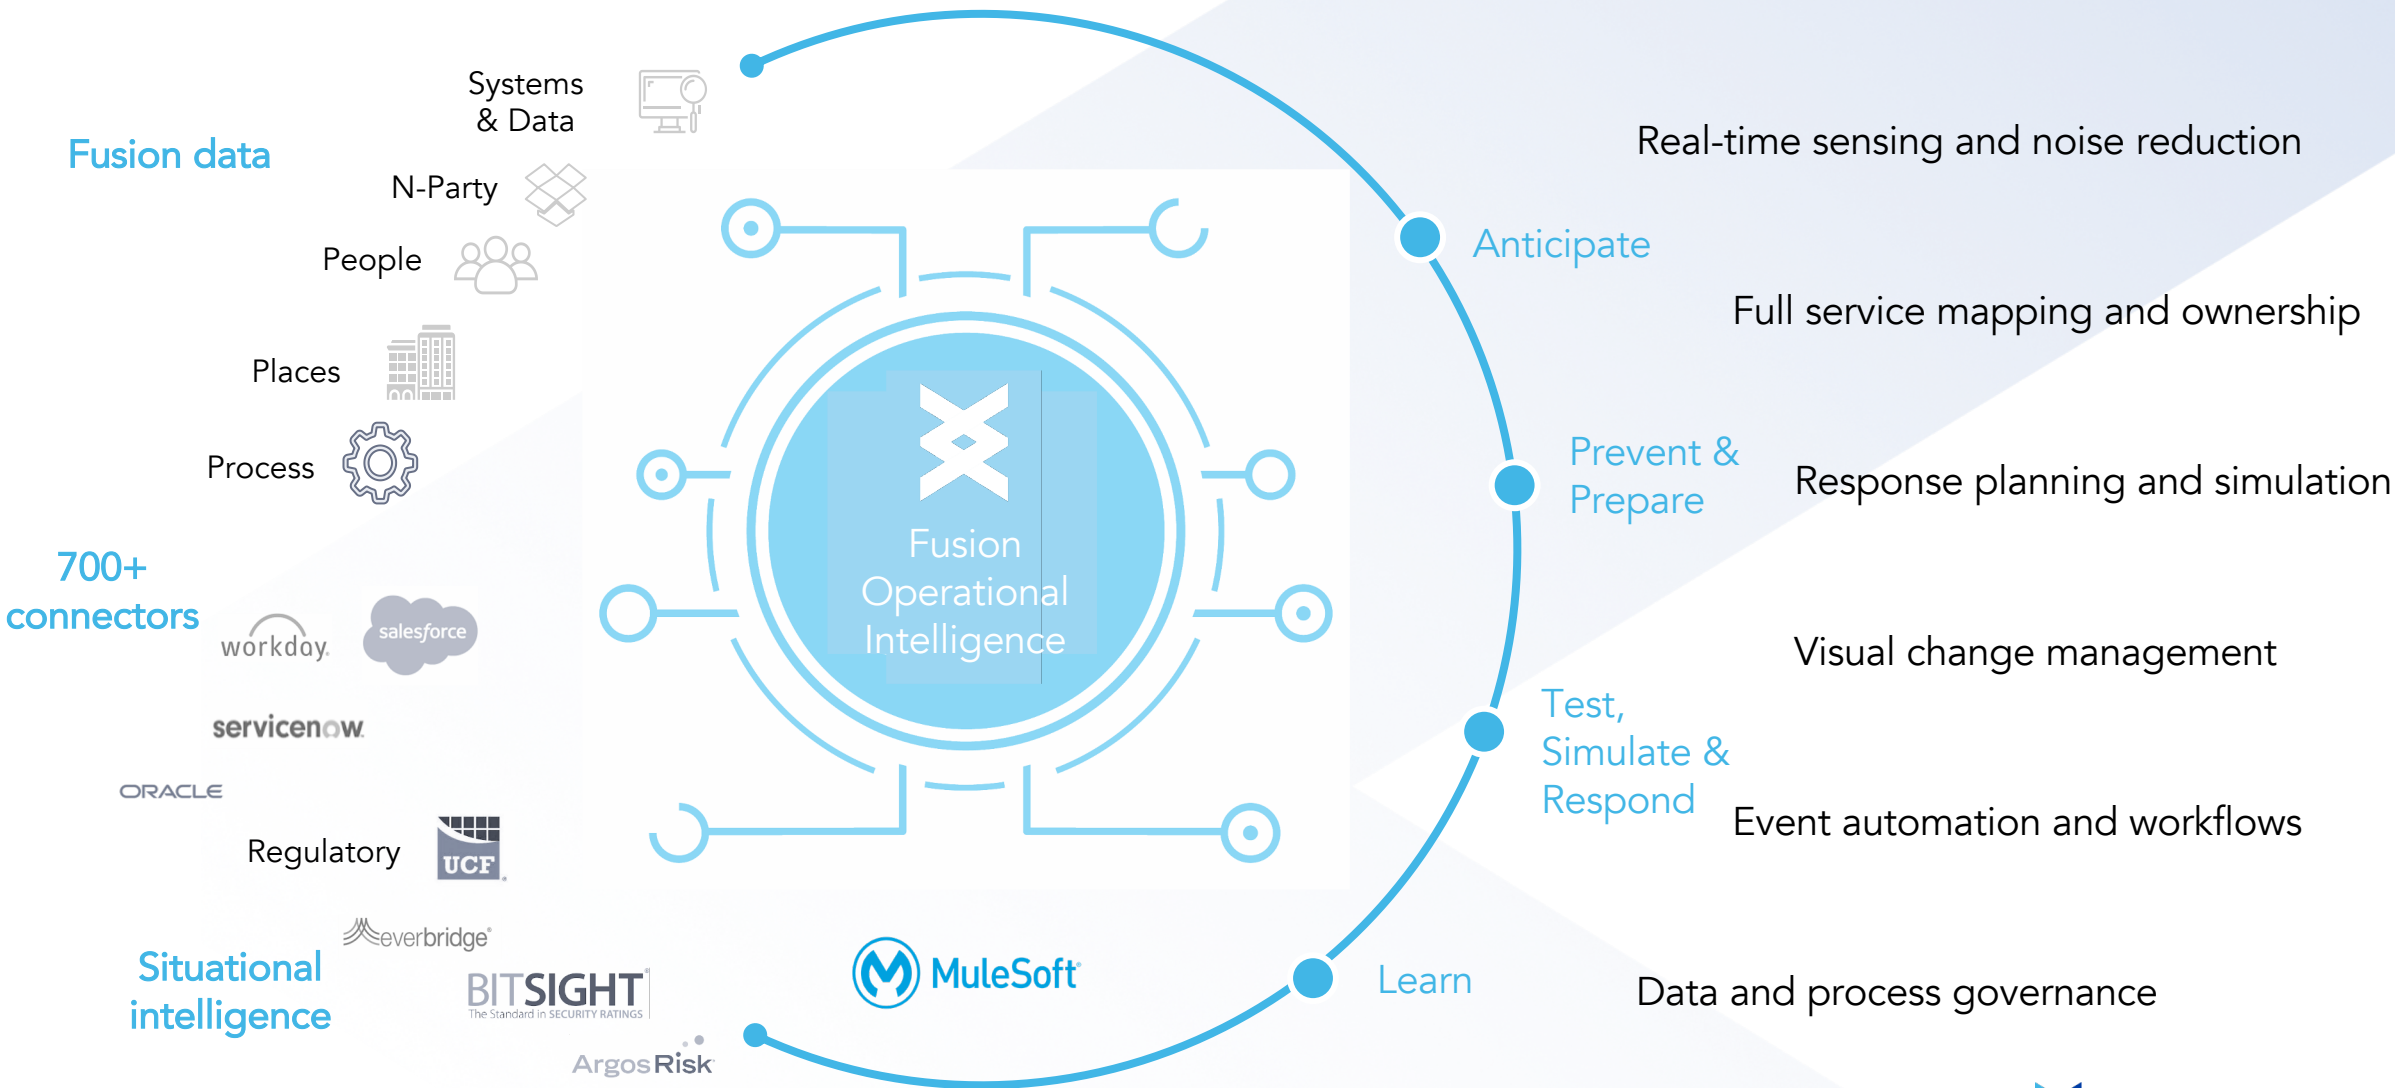 Systems
& Data
Fusion data
N-Party
People
Places
Process
700+
connectors
workday.
salesforce
servicenow
ORACLE
Regulatory
UCF
everbridge
Situational
intelligence
BITSIGHT
The Standard in SECURITY RATINGS
ArgosRisk
Fusion
Operational
Intelligence
MuleSoft
Anticipate
Prevent &
Prepare
Test,
Simulate &
Respond
Learn
Real-time sensing and noise reduction
Full service mapping and ownership
Response planning and simulation
Visual change management
Event automation and workflows
Data and process governance